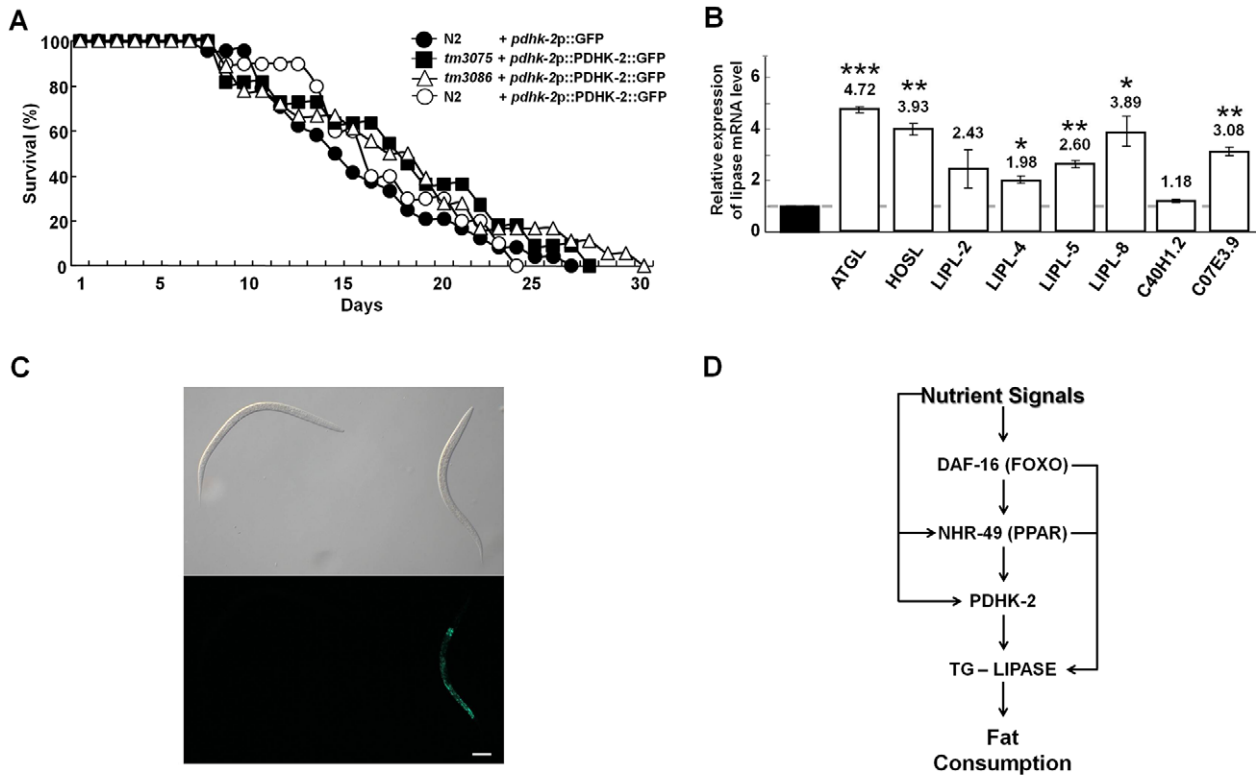 A
N2 + pdhk-2p::GFP
tm3075 + pdhk-2p::PDHK-2::GFP
tm3086 + pdhk-2p::PDHK-2::GFP
N2 + pdhk-2p::PDHK-2::GFP
Survival (%)
100
80
60
40
20
0
1 5 10 15 20 25 30
Days
B
Relative expression
of lipase mRNA level
6
4
2
0
***
4.72
**
3.93
2.43
*
1.98
**
2.60
*
3.89
1.18
**
3.08
ATGL
HOSL
LIPL-2
LIPL-4
LIPL-5
LIPL-8
C40H1.2
C07E3.9
C
D
Nutrient Signals
DAF-16 (FOXO)
NHR-49 (PPAR)
PDHK-2
TG – LIPASE
Fat
Consumption